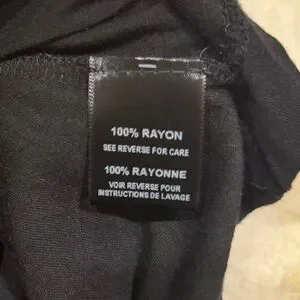 100% RAYON
SEE REVERSE FOR CARE
100% RAYONNE
VOIR REVERSE POUR
INSTRUCTIONS DE LAVAGE